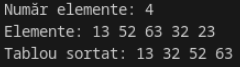 Număr elemente: 4
Elemente: 13 52 63 32 23
Tablou sortat: 13 32 52 63